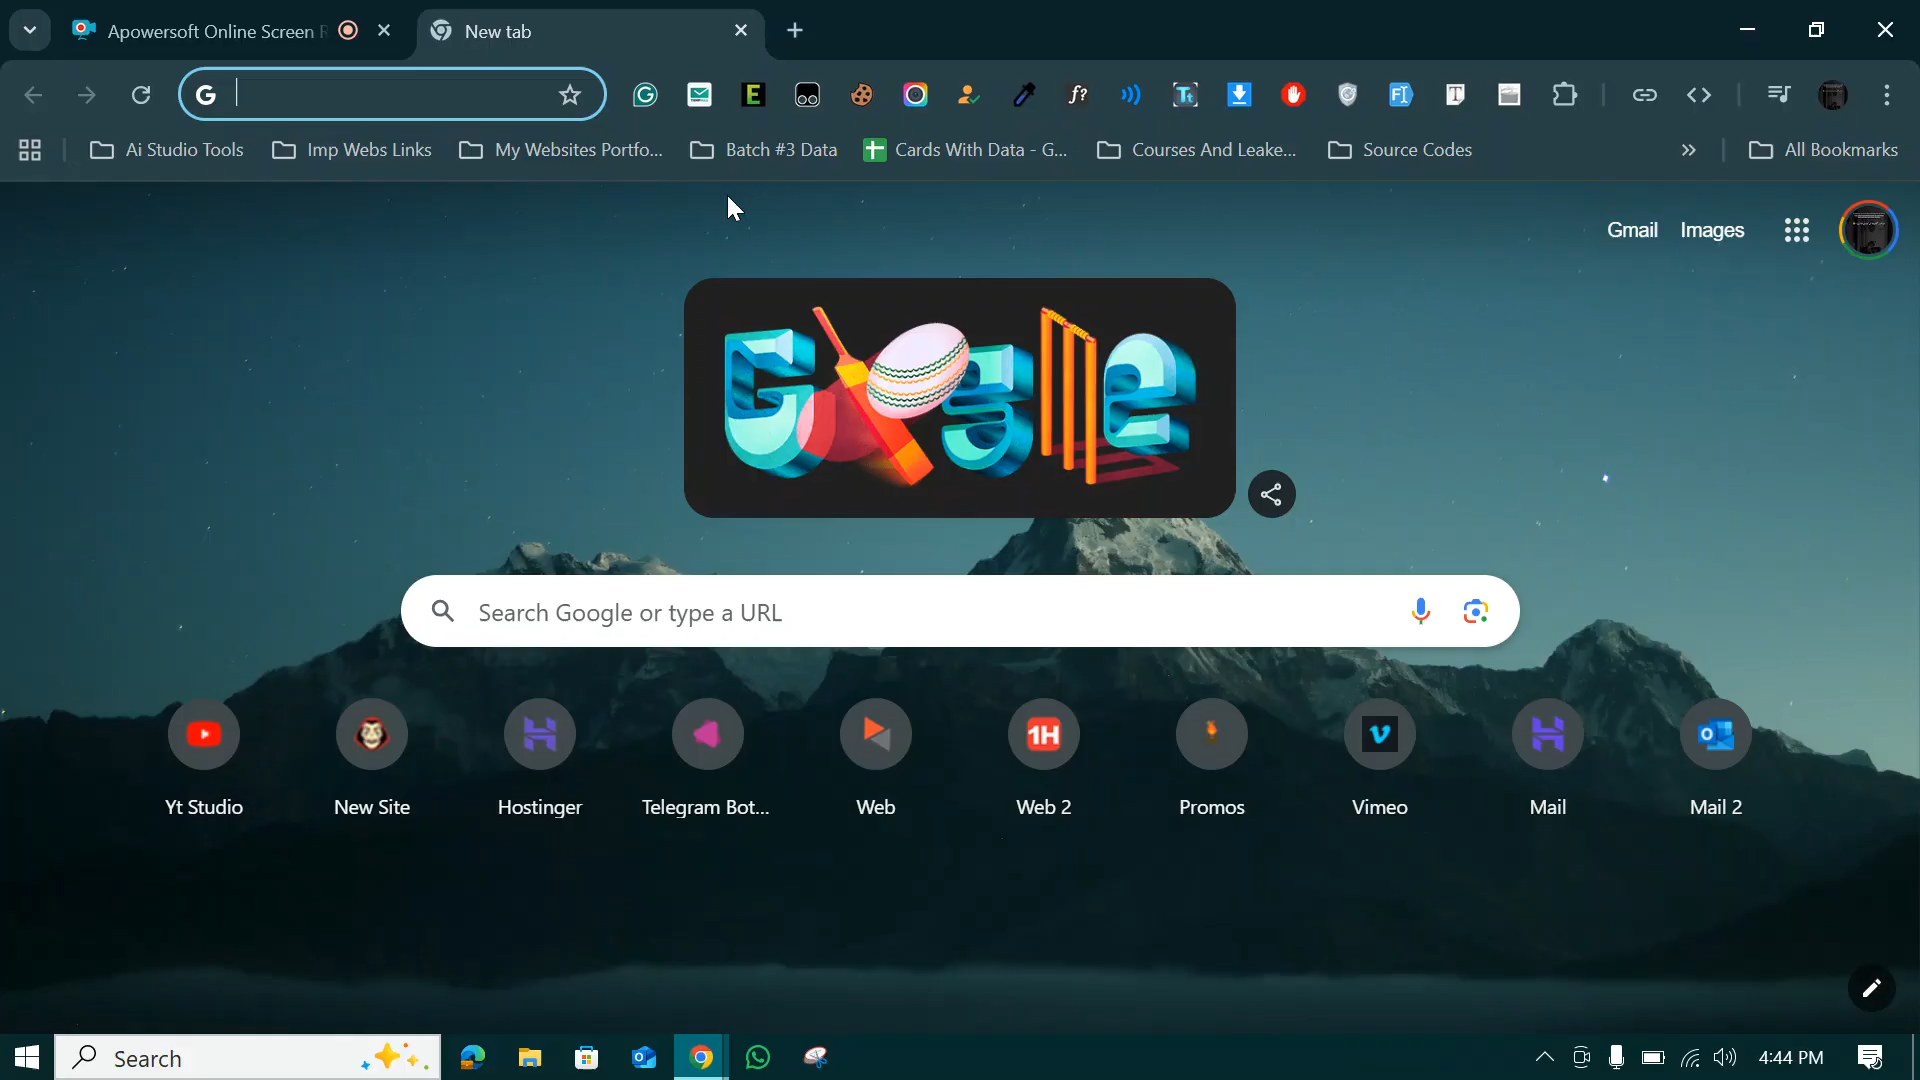 Apowersoft Online Screen R
New tab
Ai Studio Tools
Imp Webs Links
My Websites Portfo...
Batch #3 Data
Cards With Data - G...
Courses And Leake...
Source Codes
All Bookmarks
Gmail
Images
Google
Search Google or type a URL
Yt Studio
New Site
Hostinger
Telegram Bot...
Web
1H
Web 2
Promos
Vimeo
Mail
Mail 2
Search
4:44 PM